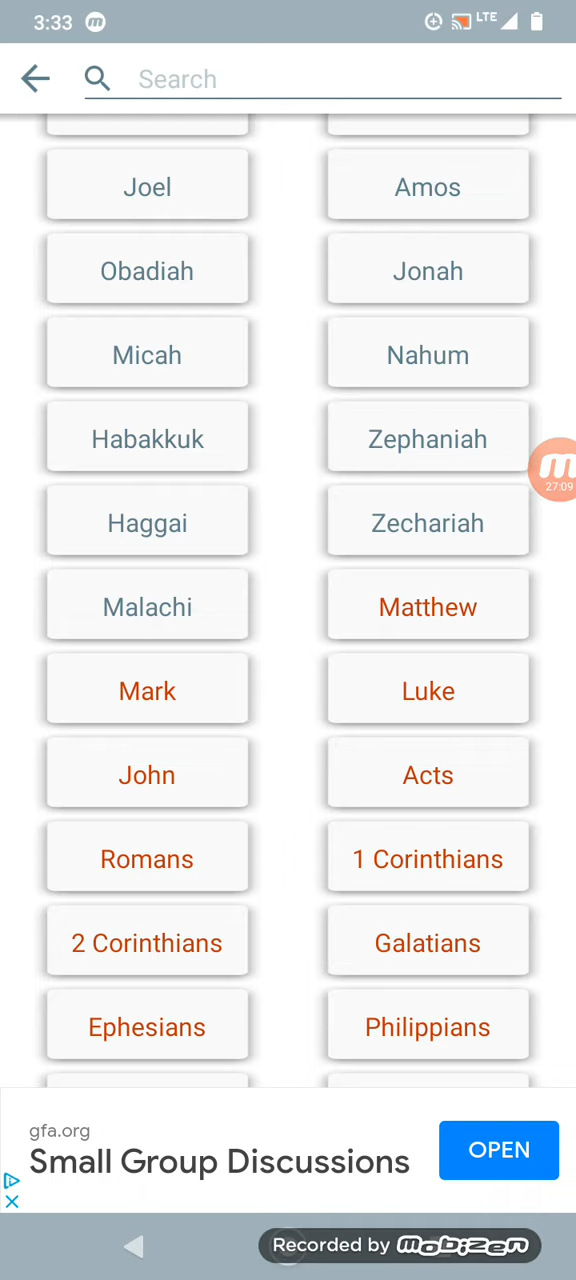 3:33 m LTE
Search
Joel Amos
Obadiah Jonah
Micah Nahum
Habakkuk Zephaniah
m
27:09
Haggai Zechariah
Malachi Matthew
Mark Luke
John Acts
Romans 1 Corinthians
2 Corinthians Galatians
Ephesians Philippians
gfa.org
Small Group Discussions
OPEN
Recorded by mobizen